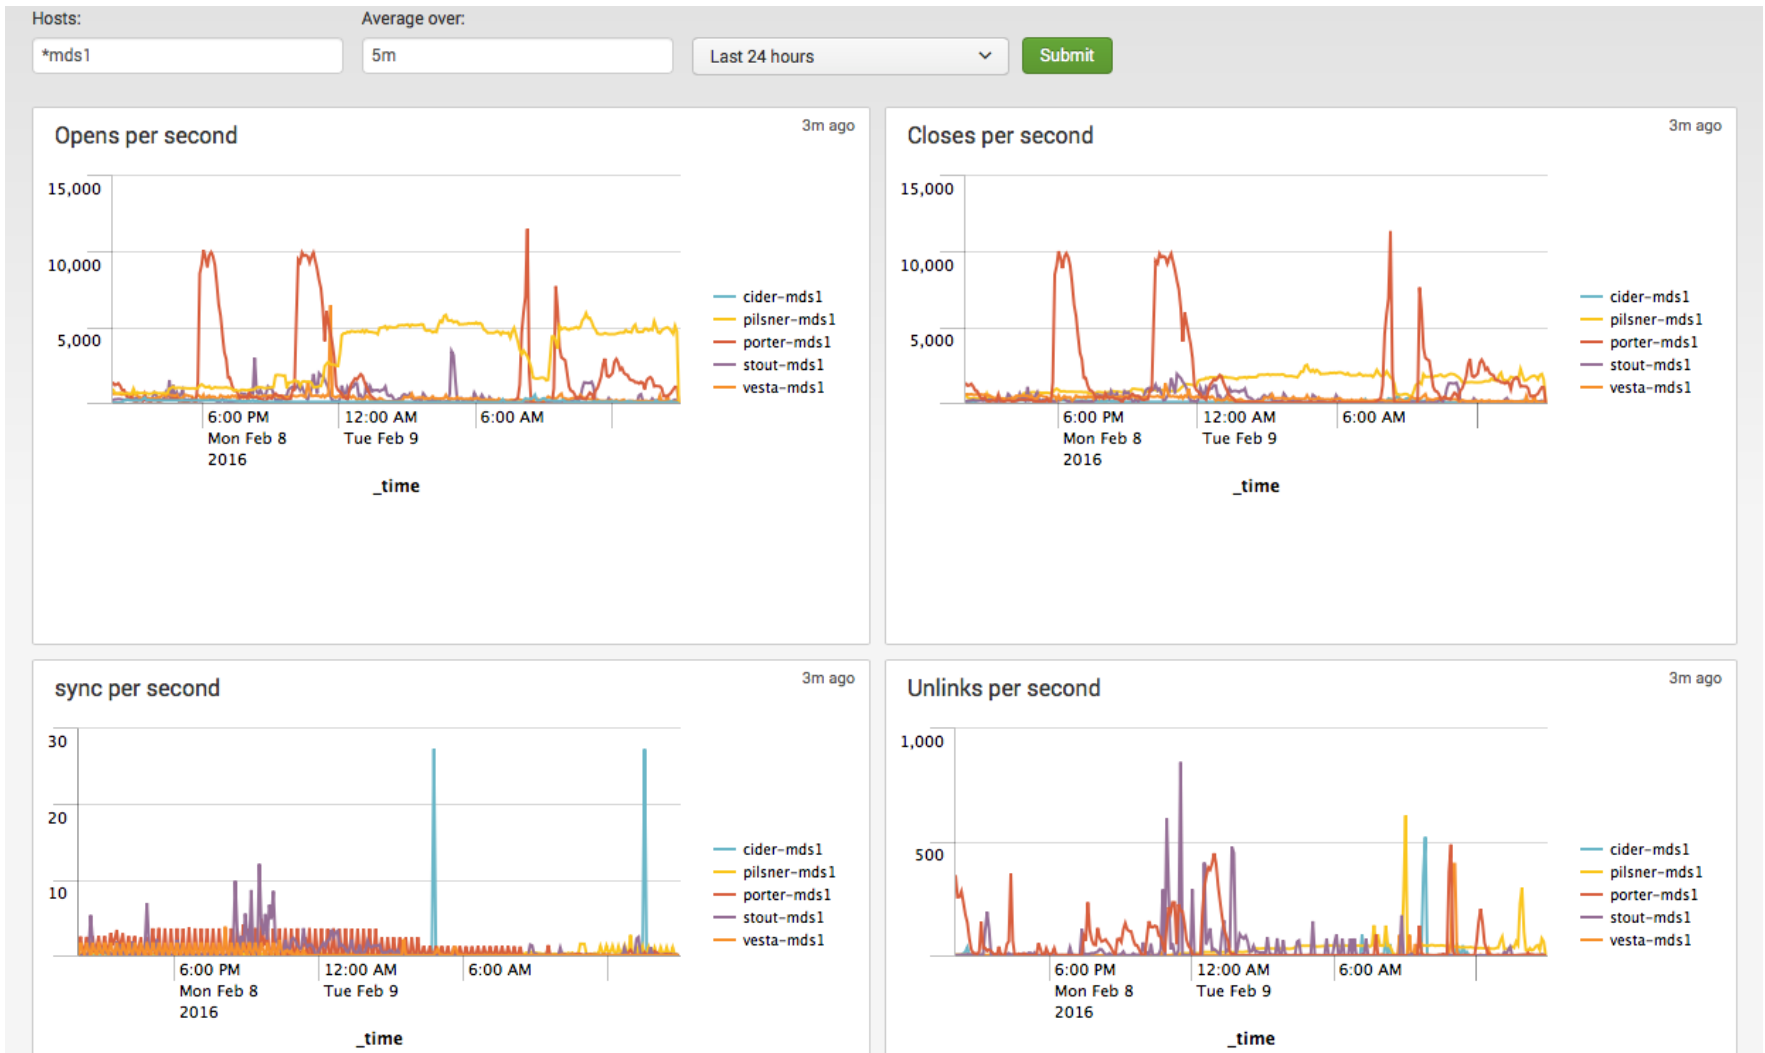 Hosts:
Average over:
*mds1
5m
Last 24 hours
Submit
Opens per second
3m ago
15,000
10,000
5,000
cider-mds1
pilsner-mds1
porter-mds1
stout-mds1
vesta-mds1
6:00 PM
Mon Feb 8
2016
12:00 AM
Tue Feb 9
6:00 AM
_time
Closes per second
3m ago
15,000
10,000
5,000
cider-mds1
pilsner-mds1
porter-mds1
stout-mds1
vesta-mds1
6:00 PM
Mon Feb 8
2016
12:00 AM
Tue Feb 9
6:00 AM
_time
sync per second
3m ago
30
20
10
cider-mds1
pilsner-mds1
porter-mds1
stout-mds1
vesta-mds1
6:00 PM
Mon Feb 8
2016
12:00 AM
Tue Feb 9
6:00 AM
_time
Unlinks per second
3m ago
1,000
500
cider-mds1
pilsner-mds1
porter-mds1
stout-mds1
vesta-mds1
6:00 PM
Mon Feb 8
2016
12:00 AM
Tue Feb 9
6:00 AM
_time